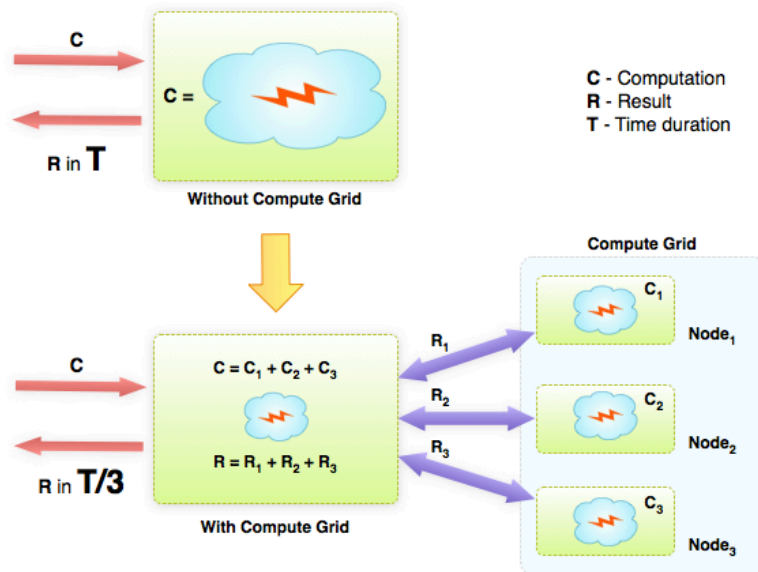 C
C =
R in T
Without Compute Grid
C - Computation
R - Result
T - Time duration
Compute Grid
C₁
Node₁
R₁
C
C = C₁ + C₂ + C₃
R₂
C₂
Node₂
R = R₁ + R₂ + R₃
R₃
R in T/3
C₃
With Compute Grid
Node₃